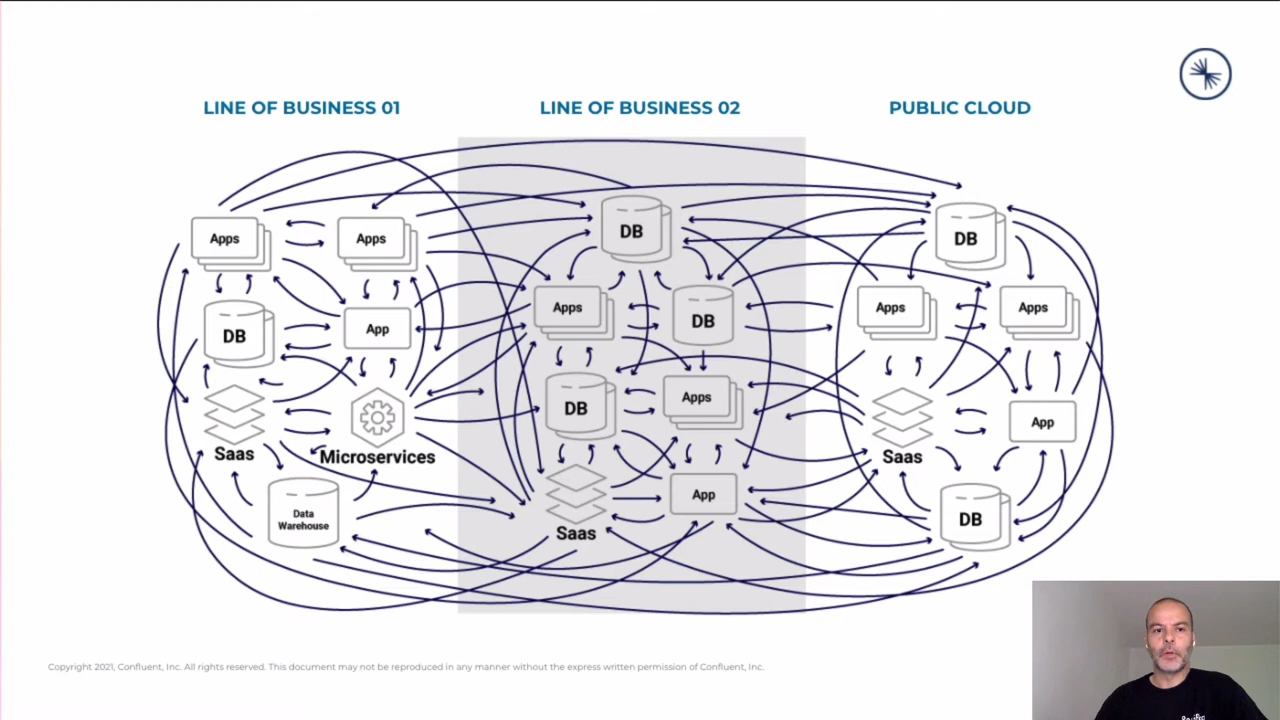 LINE OF BUSINESS 01
LINE OF BUSINESS 02
PUBLIC CLOUD
Apps
Apps
DB
App
Saas
Microservices
Data
Warehouse
DB
Apps
DB
DB
Apps
Saas
App
DB
Apps
Apps
Saas
App
DB
Copyright 2021, Confluent, Inc. All rights reserved. This document may not be reproduced in any manner without the express written permission of Confluent, Inc.